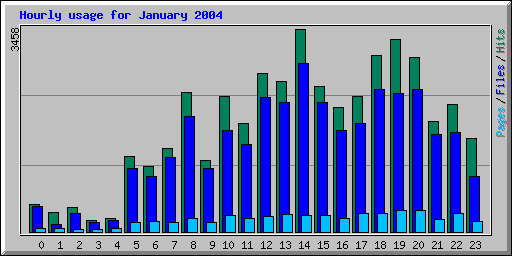 Hourly usage for January 2004
3458
Pages/Files/Hits
0 1 2 3 4 5 6 7 8 9 10 11 12 13 14 15 16 17 18 19 20 21 22 23